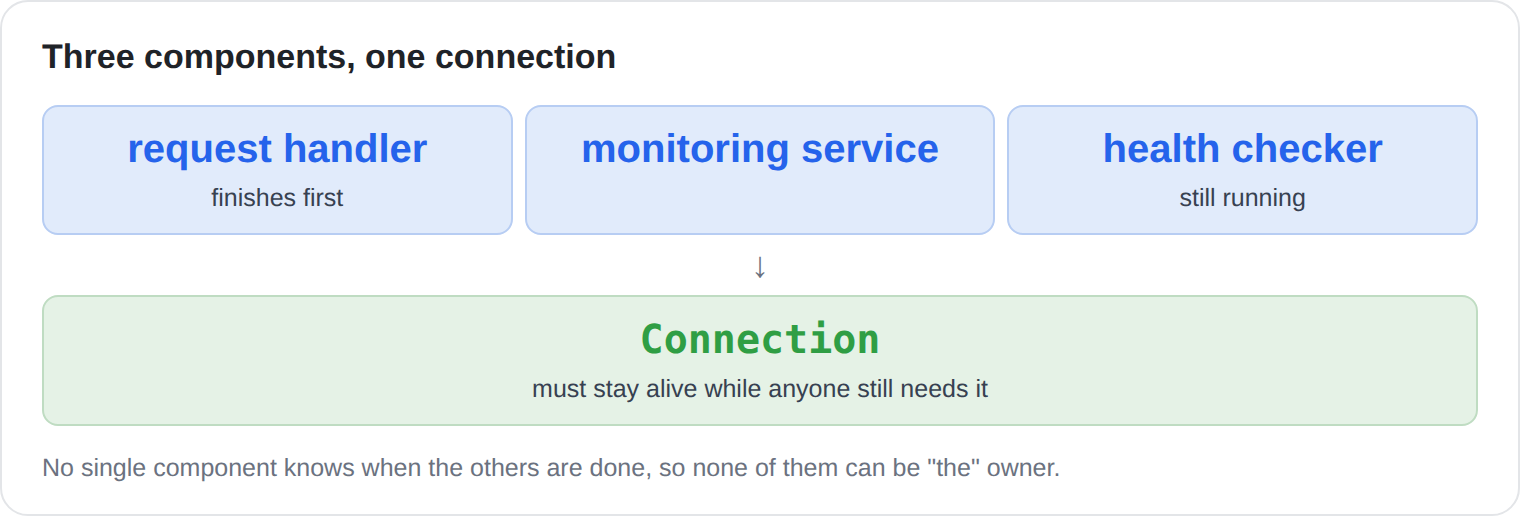 Three components, one connection
request handler
finishes first
monitoring service
health checker
still running
↓
Connection
must stay alive while anyone still needs it
No single component knows when the others are done, so none of them can be "the" owner.